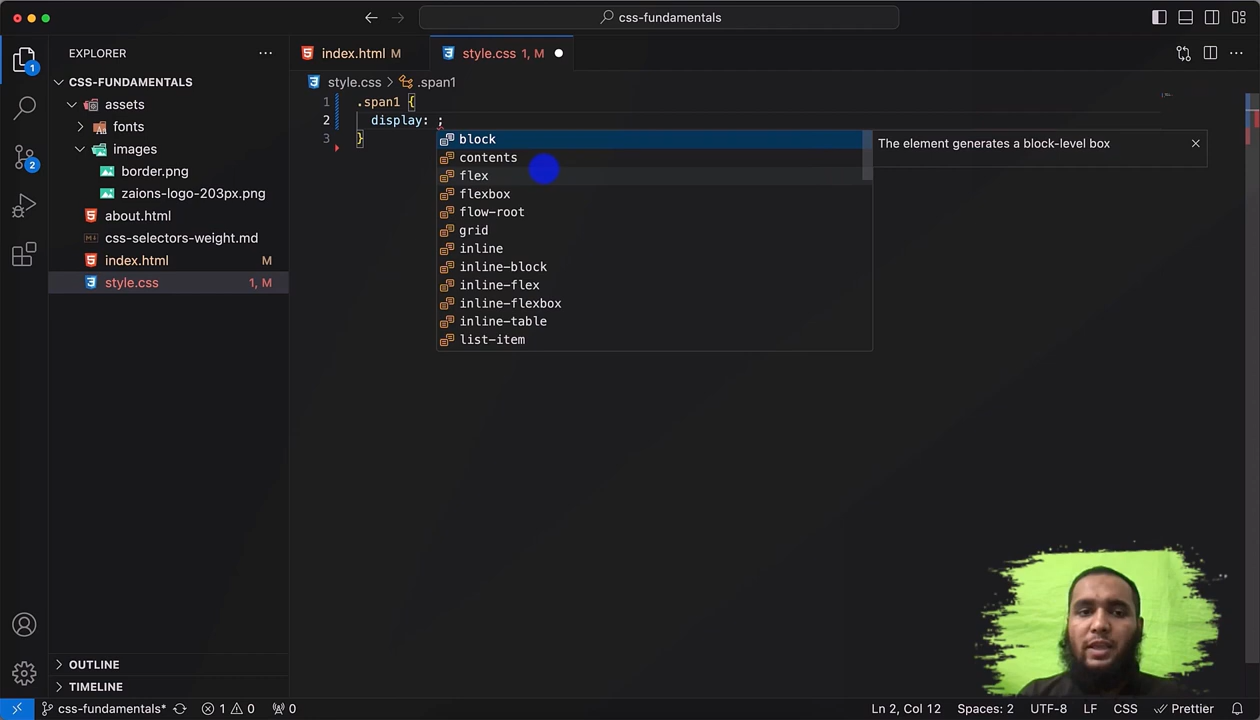 css-fundamentals
EXPLORER
index.html M
style.css 1, M
CSS-FUNDAMENTALS
style.css > .span1
assets
1 .span1 {
2 display: ;
3 }
fonts
images
border.png
zaions-logo-203px.png
about.html
css-selectors-weight.md
index.html M
style.css 1, M
block
contents
flex
flexbox
flow-root
grid
inline
inline-block
inline-flex
inline-flexbox
inline-table
list-item
The element generates a block-level box
1
2
OUTLINE
TIMELINE
css-fundamentals* 1 0 0 Ln 2, Col 12 Spaces: 2 UTF-8 LF CSS Prettier